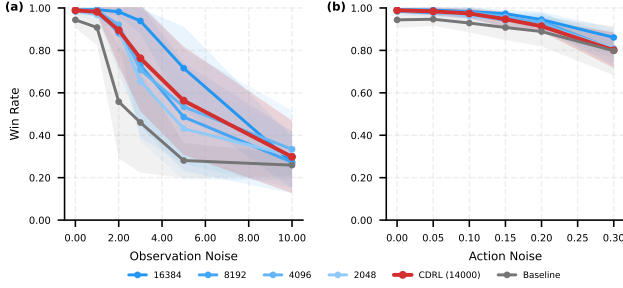 (a)
1.00
0.80
0.60
0.40
0.20
0.00
Win Rate
0.00 2.00 4.00 6.00 8.00 10.00
Observation Noise
(b)
1.00
0.80
0.60
0.40
0.20
0.00
0.00 0.05 0.10 0.15 0.20 0.25 0.30
Action Noise
16384 8192 4096 2048 CDRL (14000) Baseline